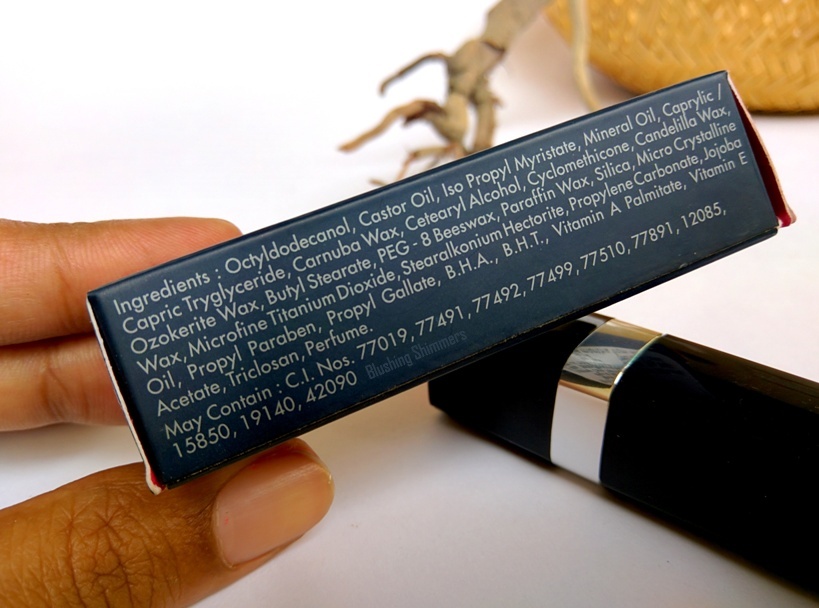 Ingredients : Octyldodecanol, Castor Oil, Iso Propyl Myristate, Mineral Oil, Caprylic /
Capric Tryglyceride, Carnuba Wax, Cetearyl Alcohol, Cyclomethicone, Candelilla Wax,
Ozokerite Wax, Butyl Stearate, PEG - 8 Beeswax, Paraffin Wax, Silica, Micro Crystalline
Wax, Microfine Titanium Dioxide, Stearalkonium Hectorite, Propylene Carbonate, Jojoba
Oil, Propyl Paraben, Propyl Gallate, B.H.A., B.H.T., Vitamin A Palmitate, Vitamin E
Acetate, Triclosan, Perfume.
May Contain : C.I. Nos. 77019, 77491, 77492, 77499, 77510, 77891, 12085,
15850, 19140, 42090
Blushing Shimmers